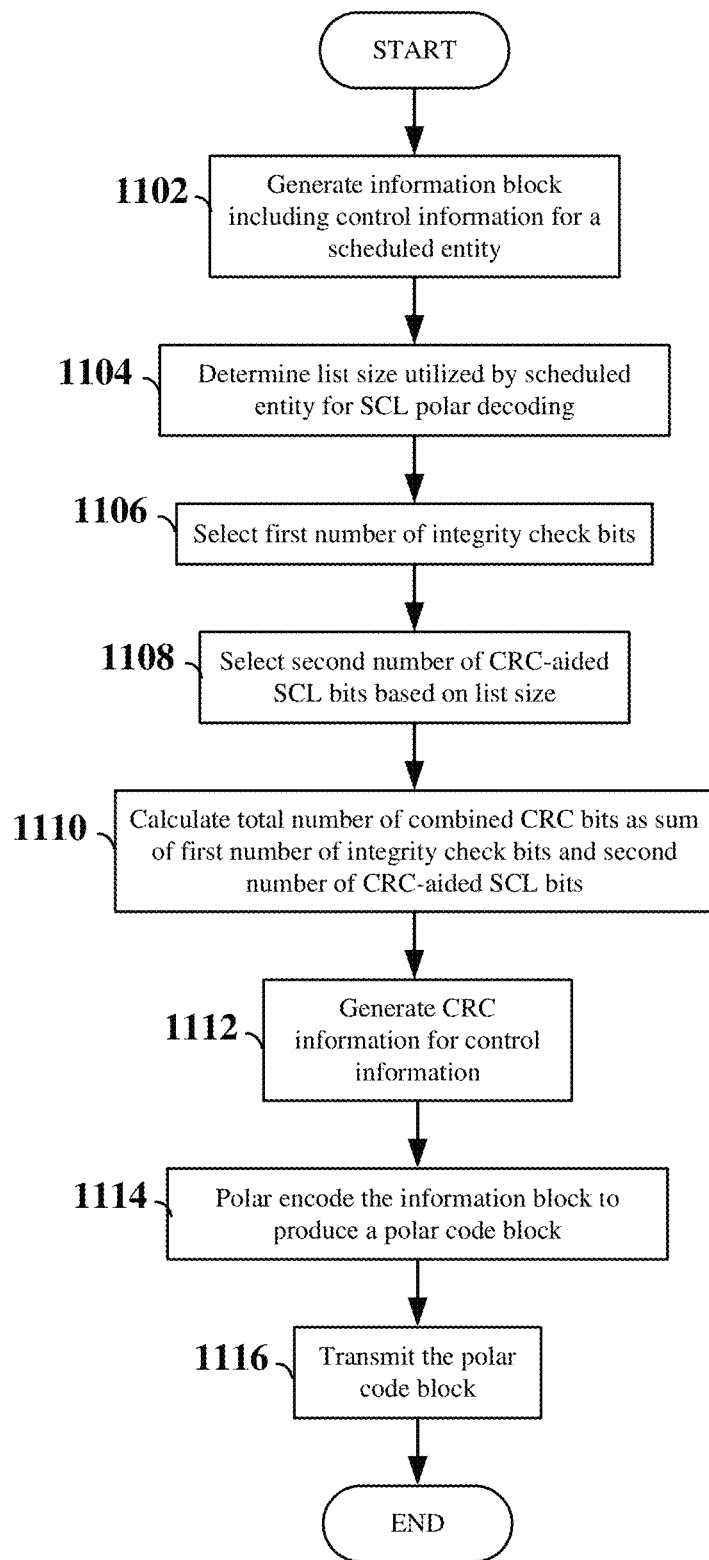 START
1102
Generate information block
including control information for a
scheduled entity
1104
Determine list size utilized by scheduled
entity for SCL polar decoding
1106
Select first number of integrity check bits
1108
Select second number of CRC-aided
SCL bits based on list size
1110
Calculate total number of combined CRC bits as sum
of first number of integrity check bits and second
number of CRC-aided SCL bits
1112
Generate CRC
information for control
information
1114
Polar encode the information block to
produce a polar code block
1116
Transmit the polar
code block
END